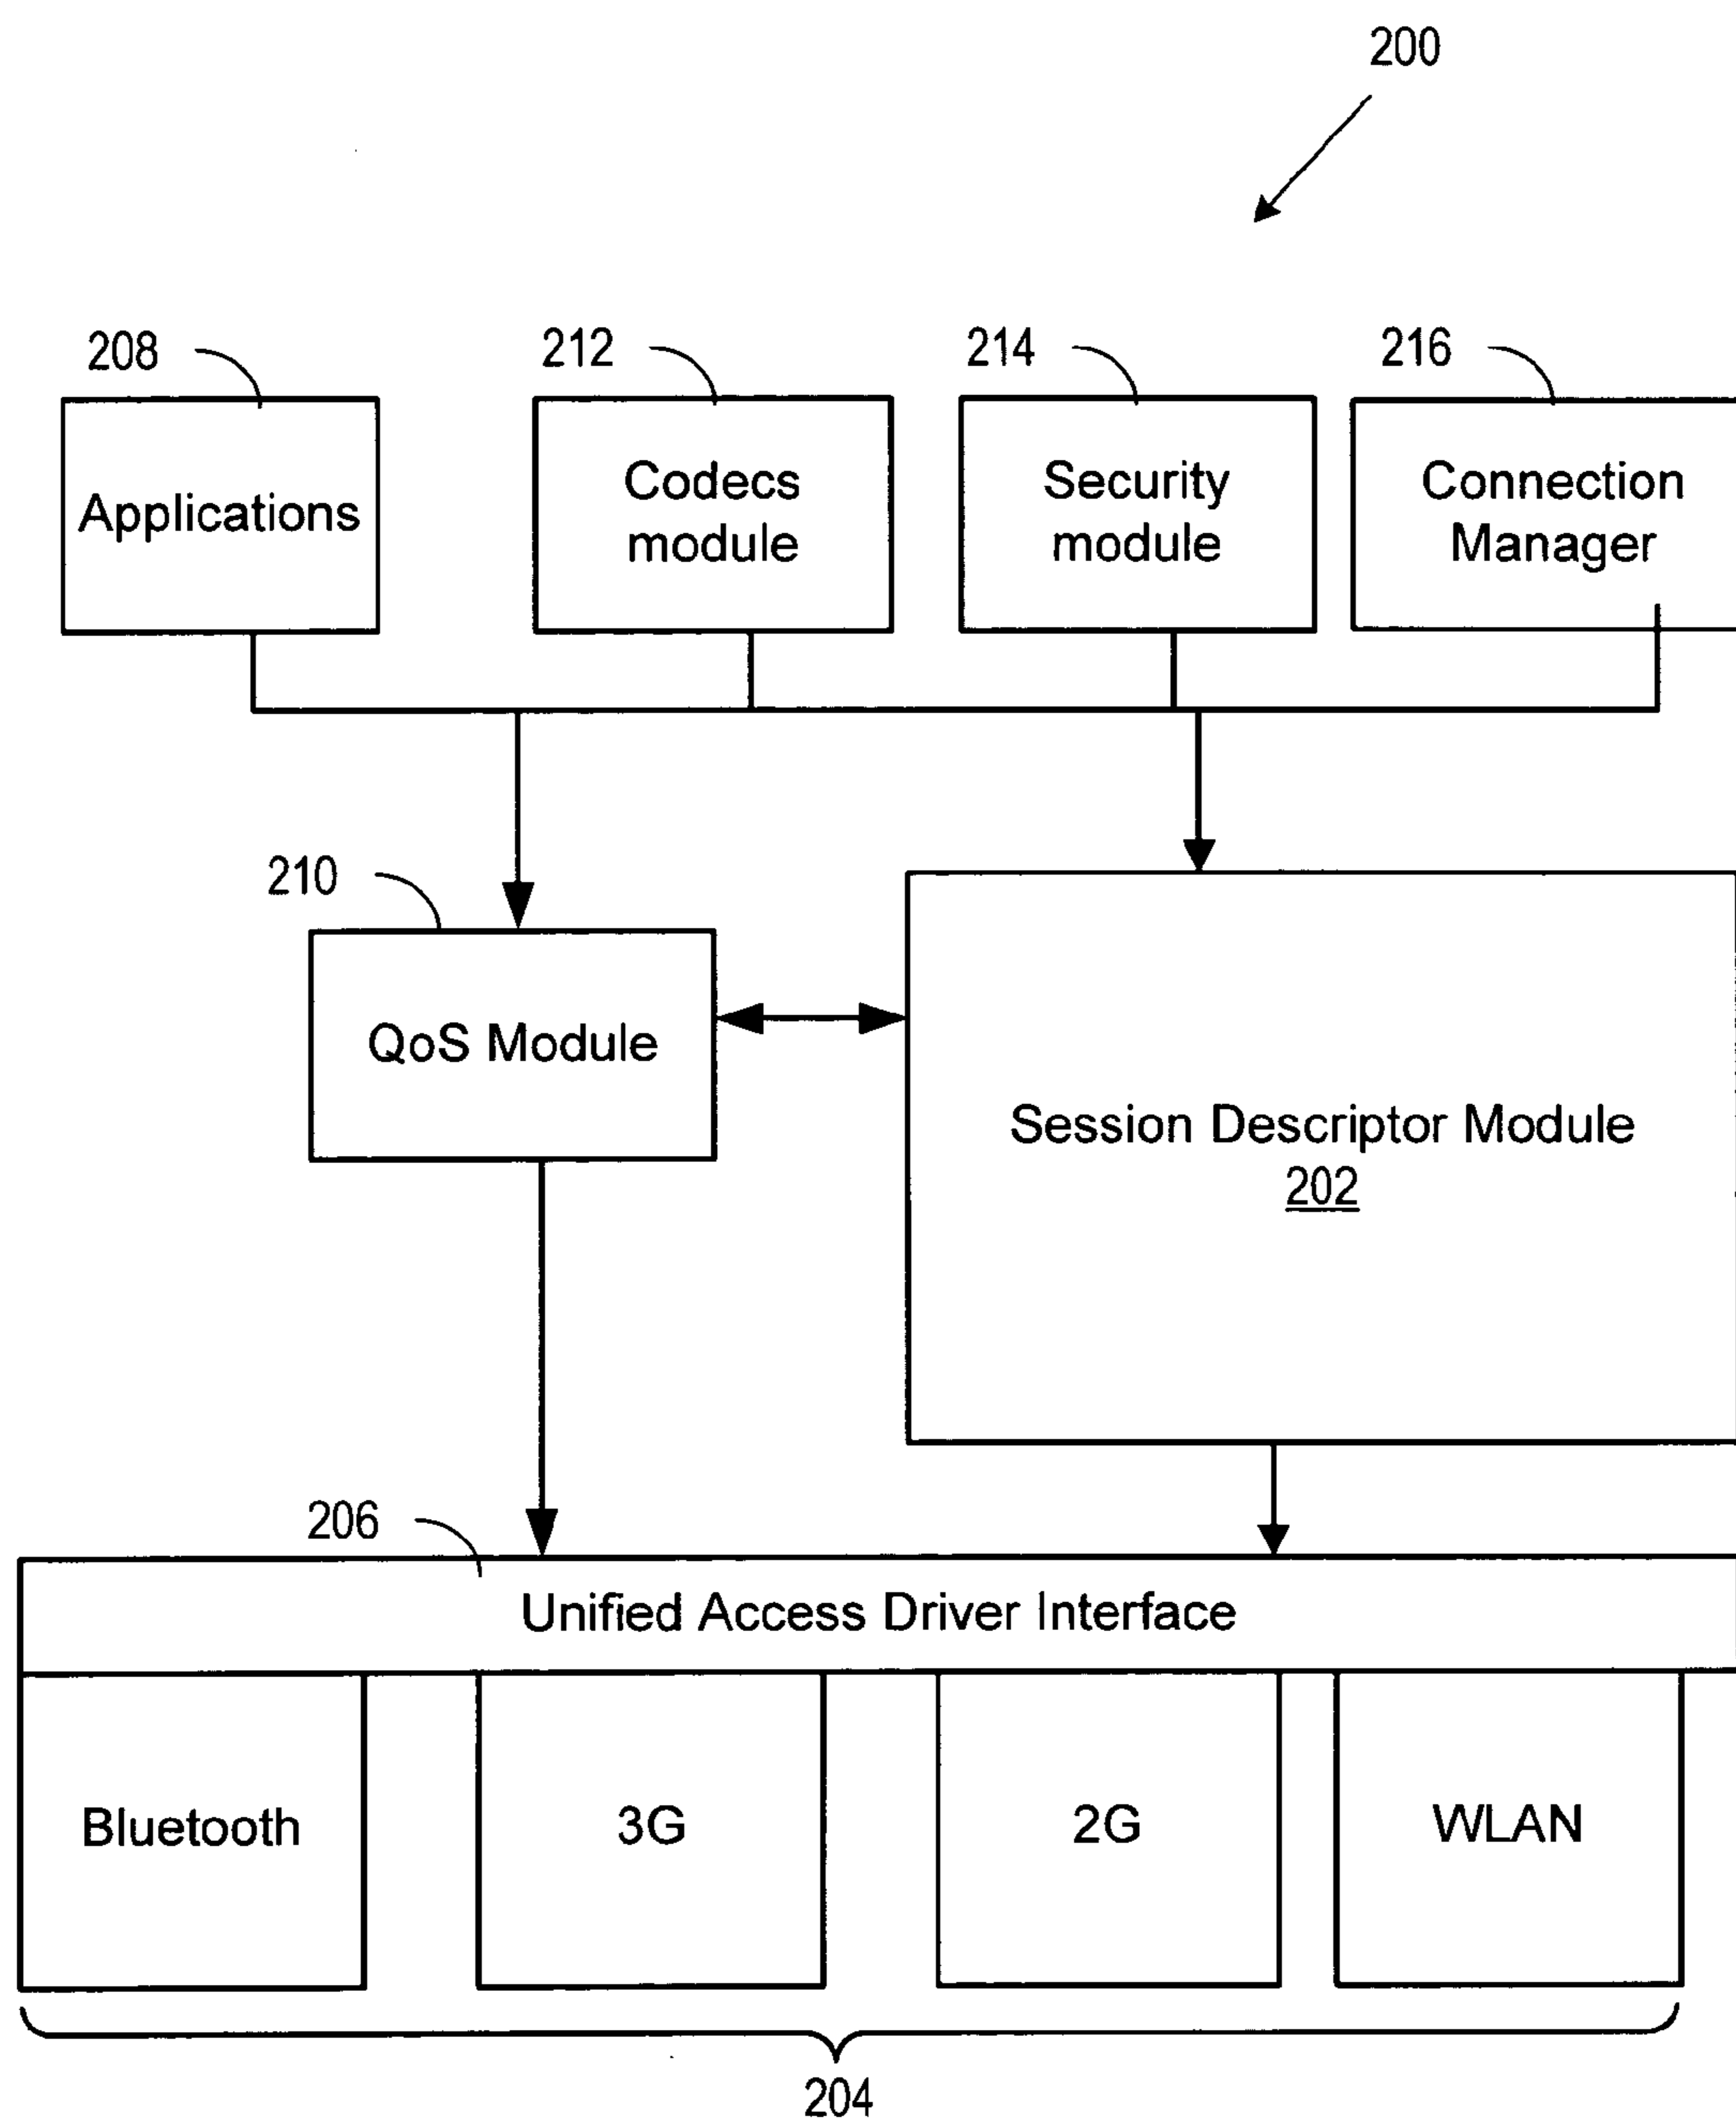 200
208
212
214
216
Applications
Codecs
module
Security
module
Connection
Manager
210
QoS Module
Session Descriptor Module
202
206
Unified Access Driver Interface
Bluetooth
3G
2G
WLAN
204